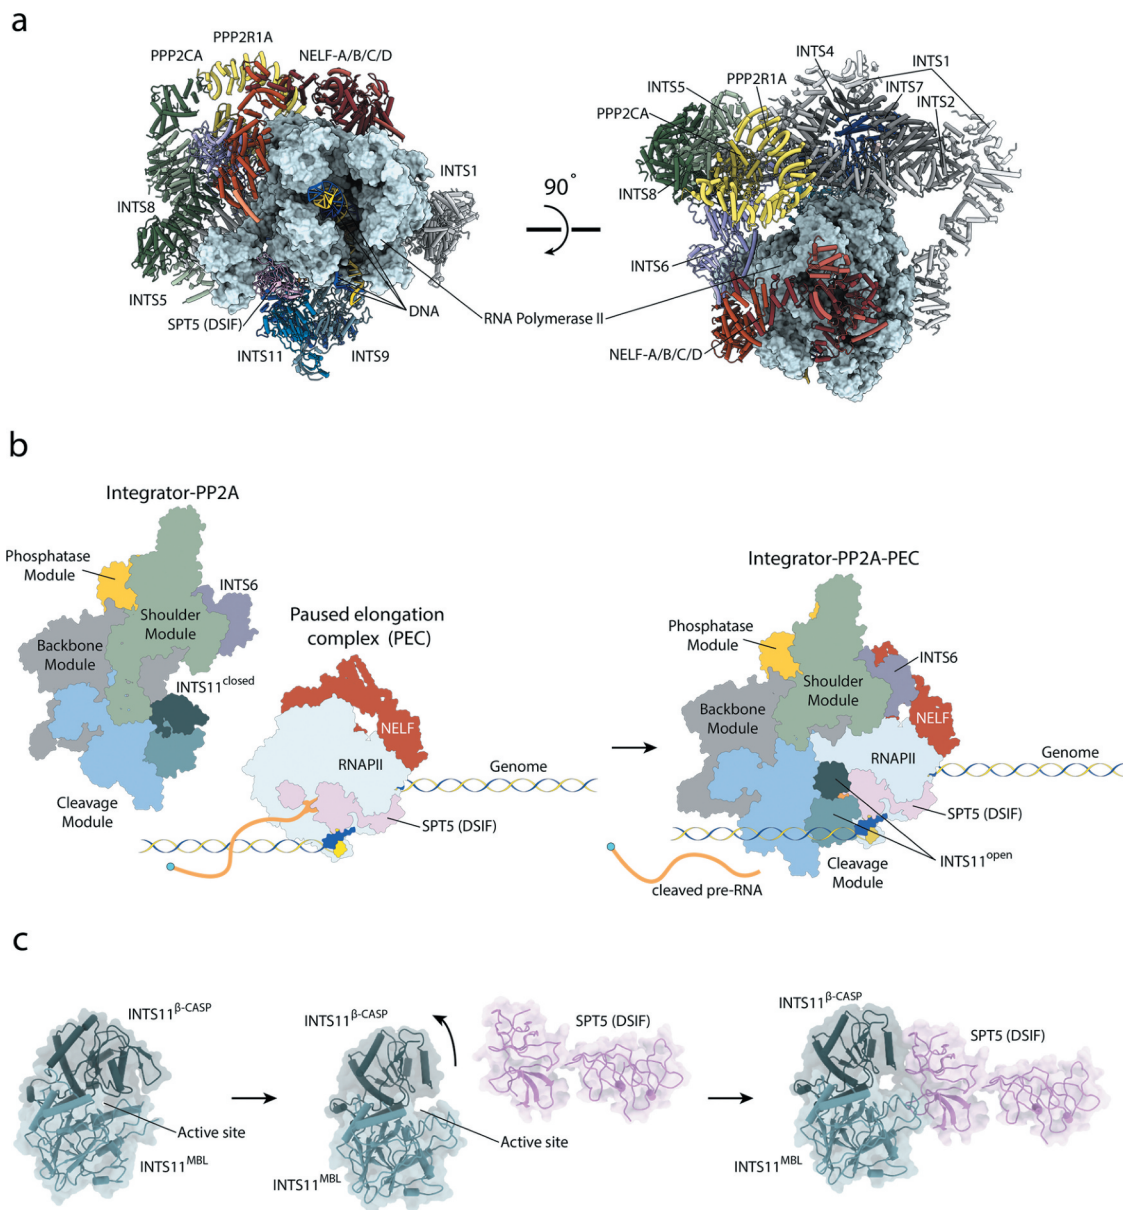 a
PPP2R1A
PPP2CA
NELF-A/B/C/D
INTS1
INTS8
INTS5
SPT5 (DSIF)
INTS11
INTS9
DNA
RNA Polymerase II
90°
INTS4
INTS1
INTS7
INTS2
PPP2R1A
INTS5
PPP2CA
INTS8
INTS6
NELF-A/B/C/D
b
Integrator-PP2A
Phosphatase
Module
INTS6
Shoulder
Module
Backbone
Module
INTS11closed
Cleavage
Module
Paused elongation
complex (PEC)
NELF
RNAPII
Genome
SPT5 (DSIF)
Integrator-PP2A-PEC
Phosphatase
Module
INTS6
Shoulder
Module
Backbone
Module
NELF
RNAPII
Genome
SPT5 (DSIF)
INTS11open
Cleavage
Module
cleaved pre-RNA
c
INTS11β-CASP
Active site
INTS11MBL
INTS11β-CASP
SPT5 (DSIF)
Active site
INTS11MBL
INTS11β-CASP
SPT5 (DSIF)
INTS11MBL